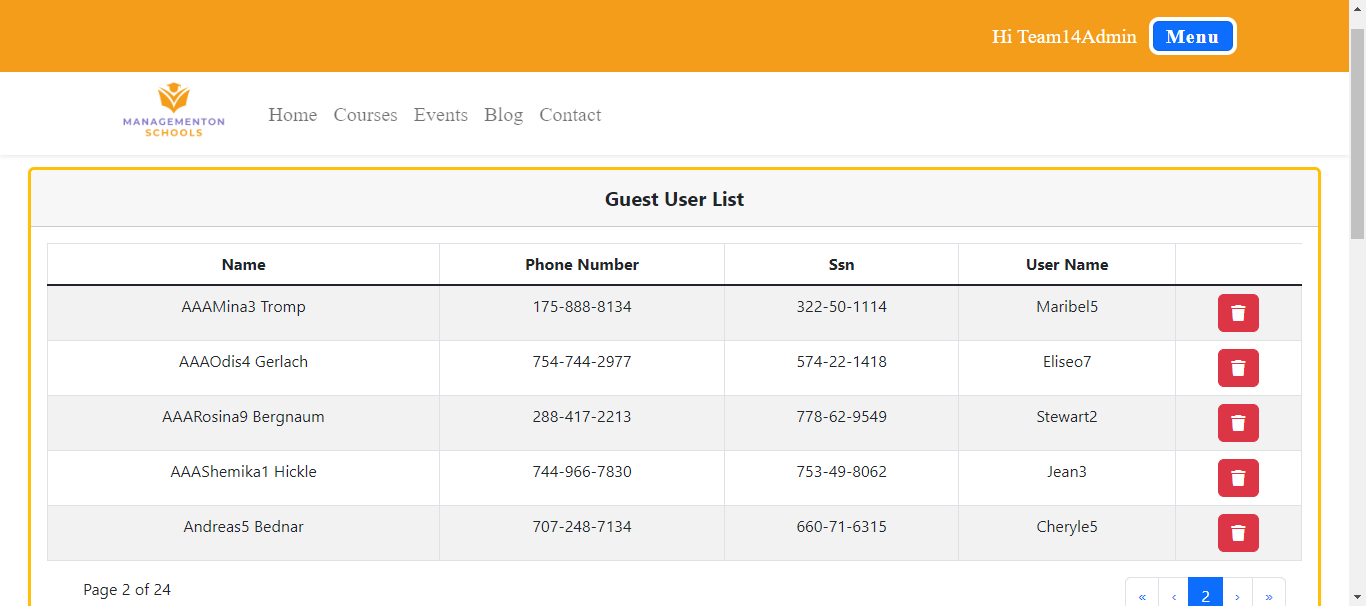 Hi Team14Admin Menu
MANAGEMENTON
SCHOOLS
Home Courses Events Blog Contact
Guest User List
Name Phone Number Ssn User Name
AAAMina3 Tromp 175-888-8134 322-50-1114 Maribel5
AAAOdis4 Gerlach 754-744-2977 574-22-1418 Eliseo7
AAARosina9 Bergnaum 288-417-2213 778-62-9549 Stewart2
AAAShemika1 Hickle 744-966-7830 753-49-8062 Jean3
Andreas5 Bednar 707-248-7134 660-71-6315 Cheryle5
Page 2 of 24 « ‹ 2 › »